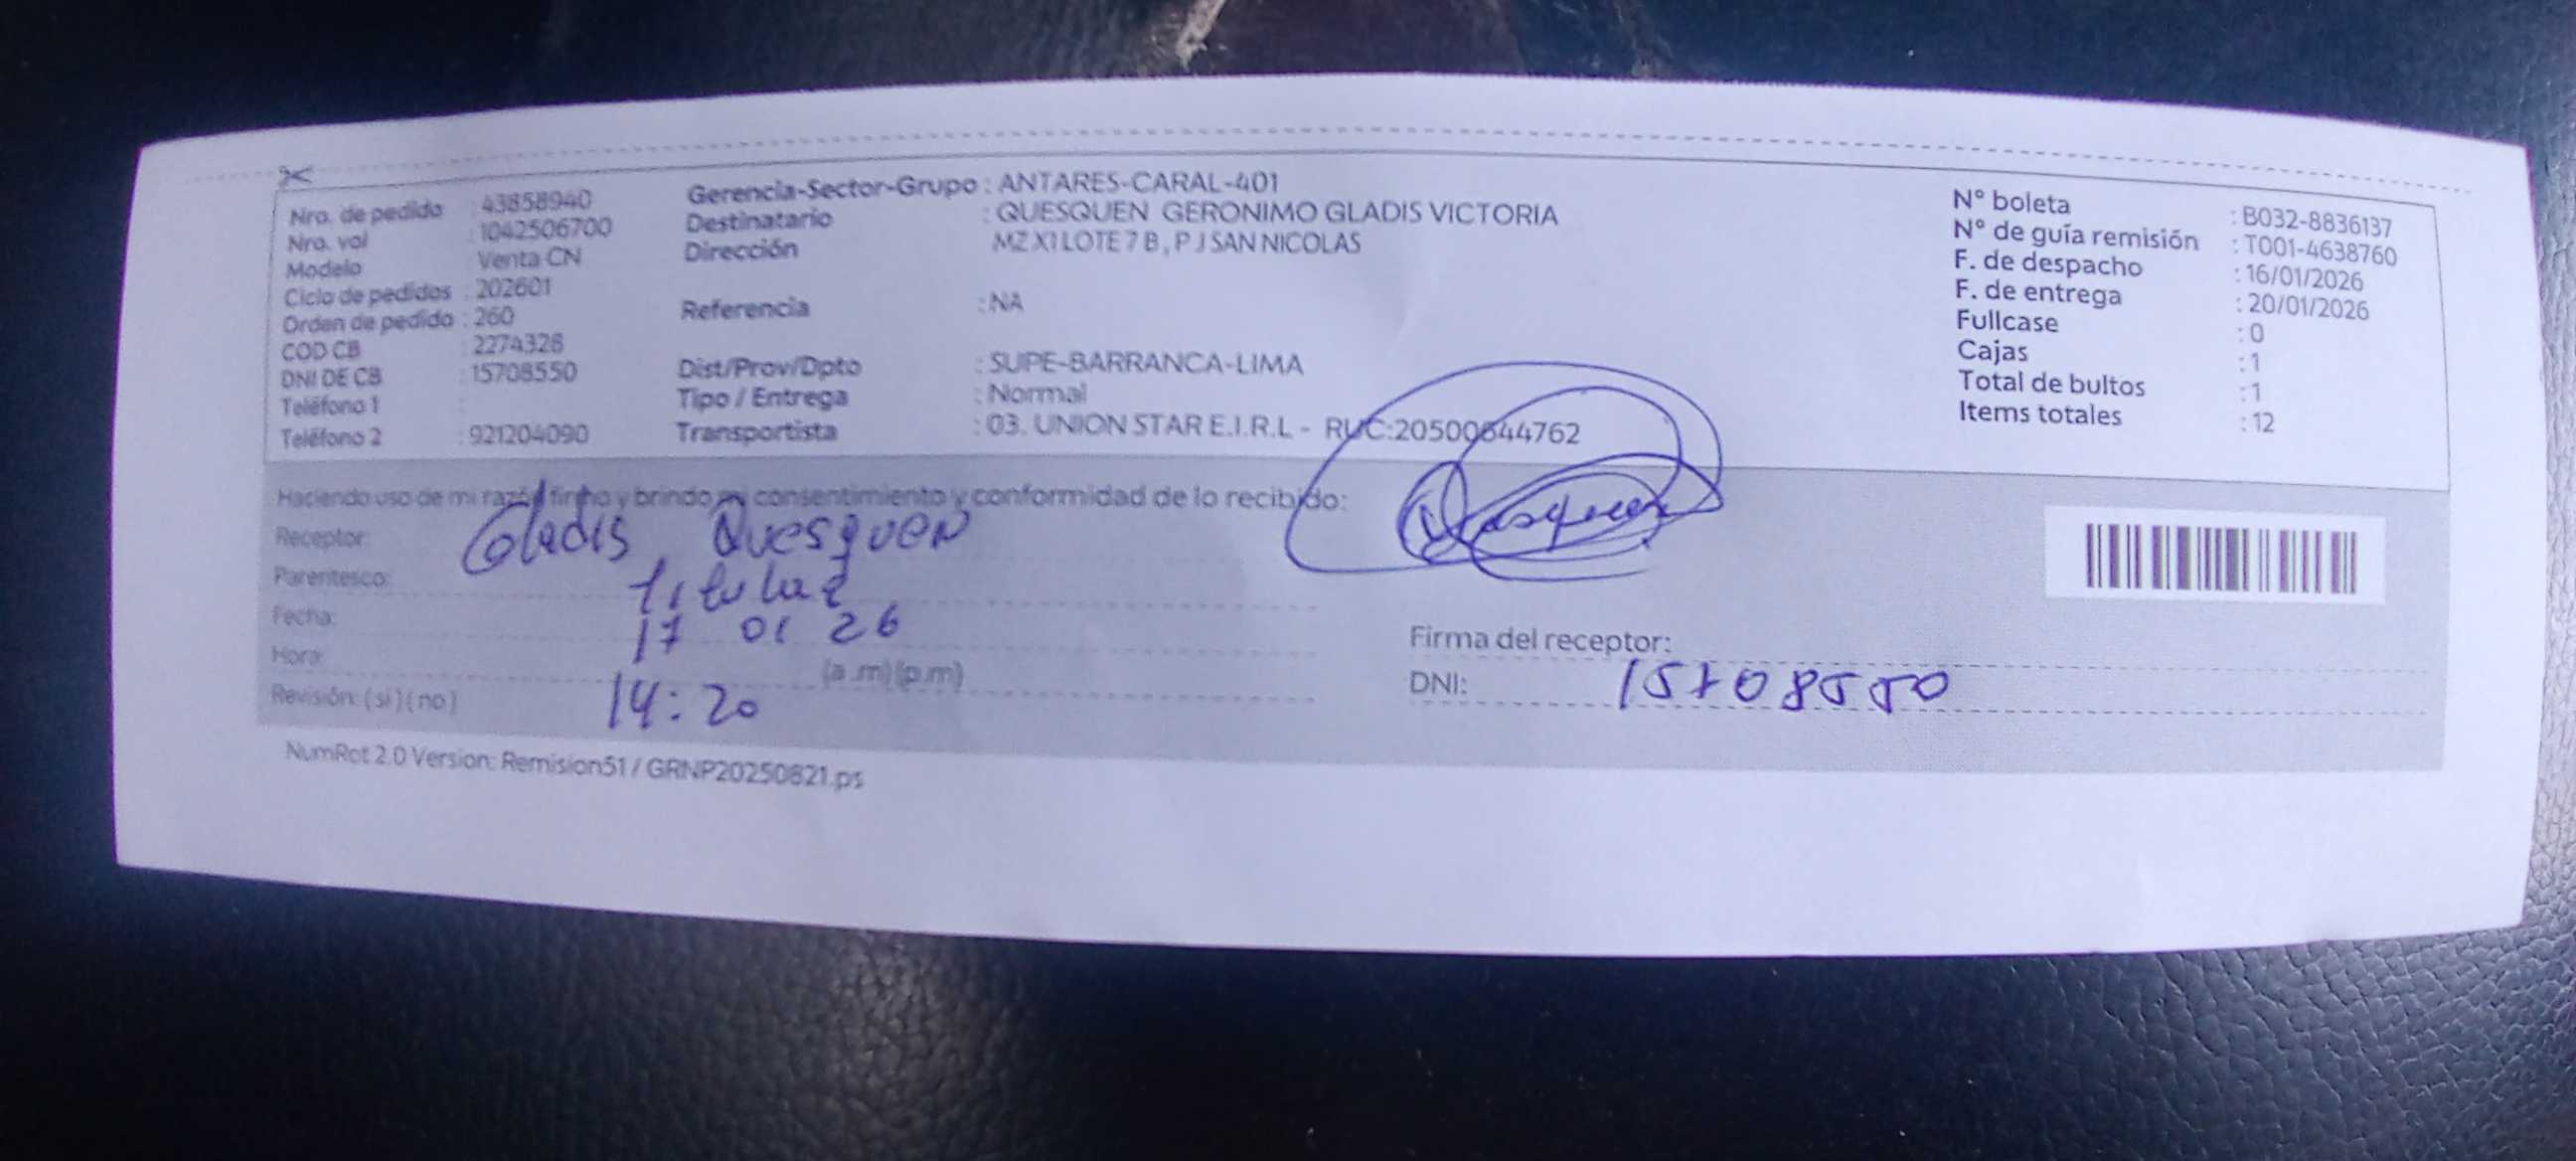 Nro. de pedido : 43858940
Nro. vol : 1042506700
Modelo Venta CN
Ciclo de pedidos : 202601
Orden de pedido : 260
COD CB : 2274328
DNI DE CB : 15708550
Teléfono 1 :
Teléfono 2 : 921204090
Gerencia-Sector-Grupo : ANTARES-CARAL-401
Destinatario : QUESQUEN GERONIMO GLADIS VICTORIA
Dirección MZ X1 LOTE 7 B , P J SAN NICOLAS
Referencia : NA
Dist/Prov/Dpto : SUPE-BARRANCA-LIMA
Tipo / Entrega : Normal
Transportista : 03. UNION STAR E.I.R.L - RUC:20500644762
N° boleta : B032-8836137
N° de guía remisión : T001-4638760
F. de despacho : 16/01/2026
F. de entrega : 20/01/2026
Fullcase : 0
Cajas : 1
Total de bultos : 1
Items totales : 12
Haciendo uso de mi razón firmo y brindo mi consentimiento y conformidad de lo recibido:
Receptor: Gladis Quesquen
Parentesco: titular
Fecha: 17 01 26
Hora: 14:20 (a.m) (p.m)
Revisión: (si) (no)
Quesquen
Firma del receptor:
DNI: 15708550
NumRot 2.0 Version: Remision51 / GRNP20250821.ps